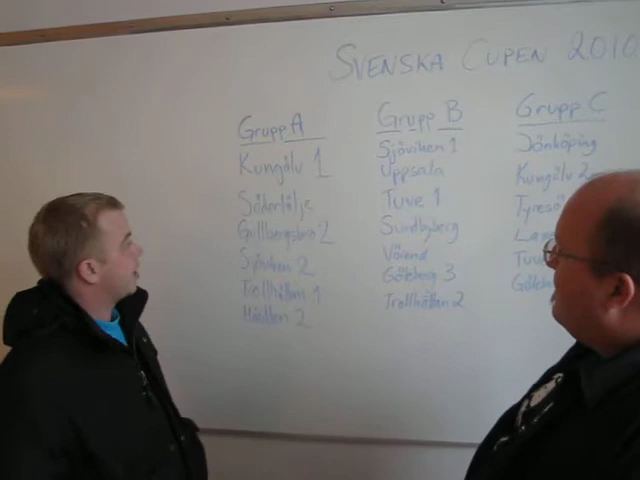 SVENSKA CUPEN 2010
Grupp A
Kungälv 1
Södertälje
Gullbergsbro 2
Sjöviken 2
Trollhättan 1
2
Grupp B
Sjöviken 1
Uppsala
Tuve 1
Sundbyberg
Värend
Göteborg 3
Trollhättan 2
Grupp C
Jönköping
Kungälv 2